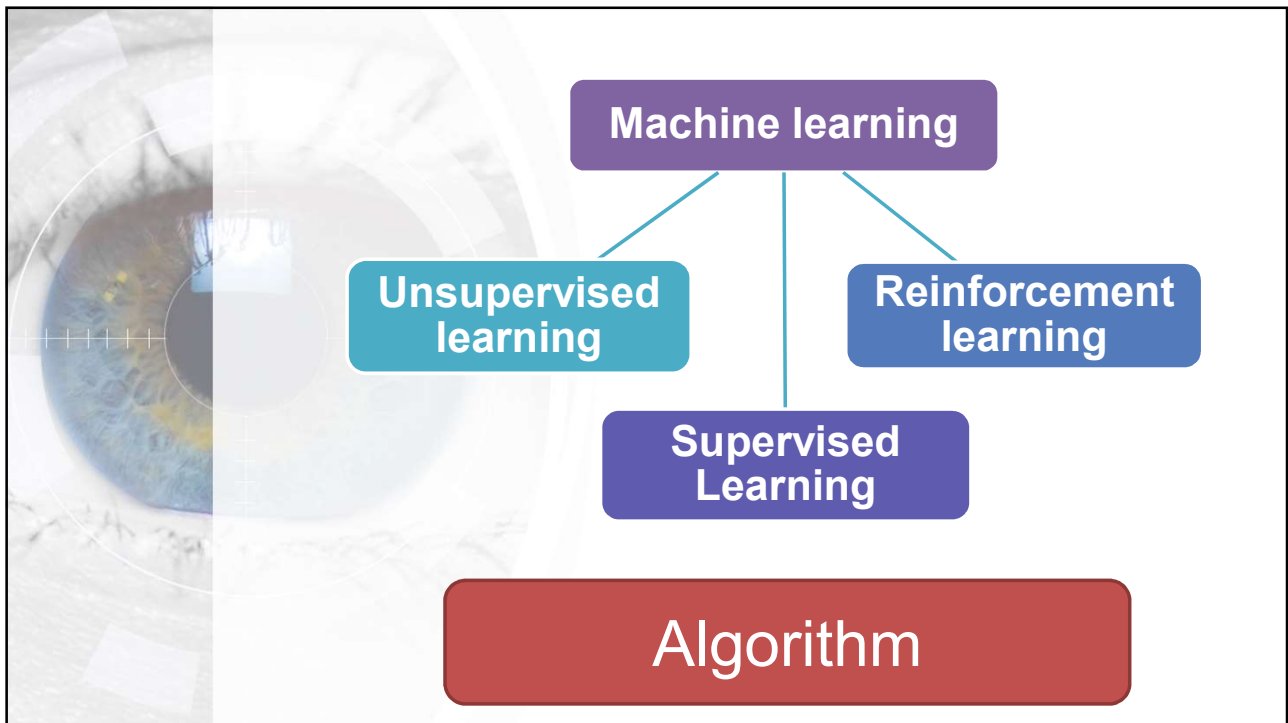 Machine learning
Unsupervised
learning
Reinforcement
learning
Supervised
Learning
Algorithm